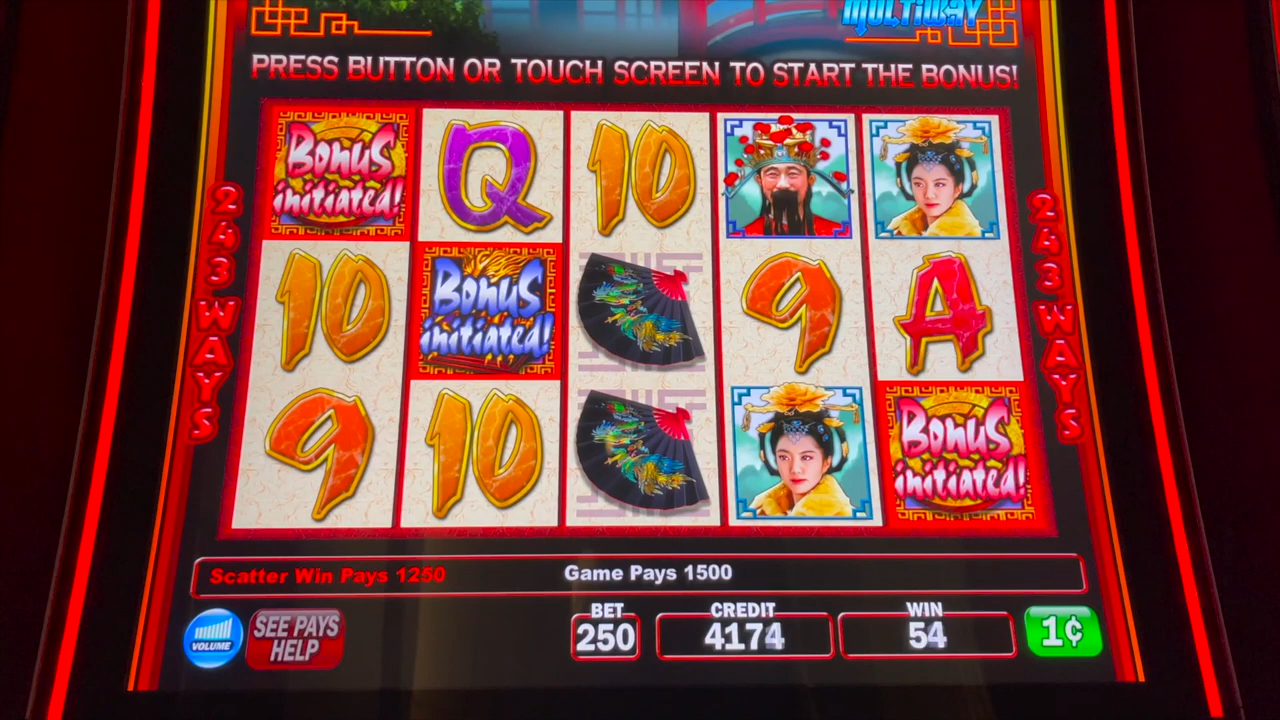 MULTIWAY
PRESS BUTTON OR TOUCH SCREEN TO START THE BONUS!
243 WAYS
Bonus initiated!
Q
10
243 WAYS
10
Bonus initiated!
9
A
9
10
Bonus initiated!
Scatter Win Pays 1250
Game Pays 1500
VOLUME
SEE PAYS
HELP
BET
250
CREDIT
4174
WIN
54
1¢